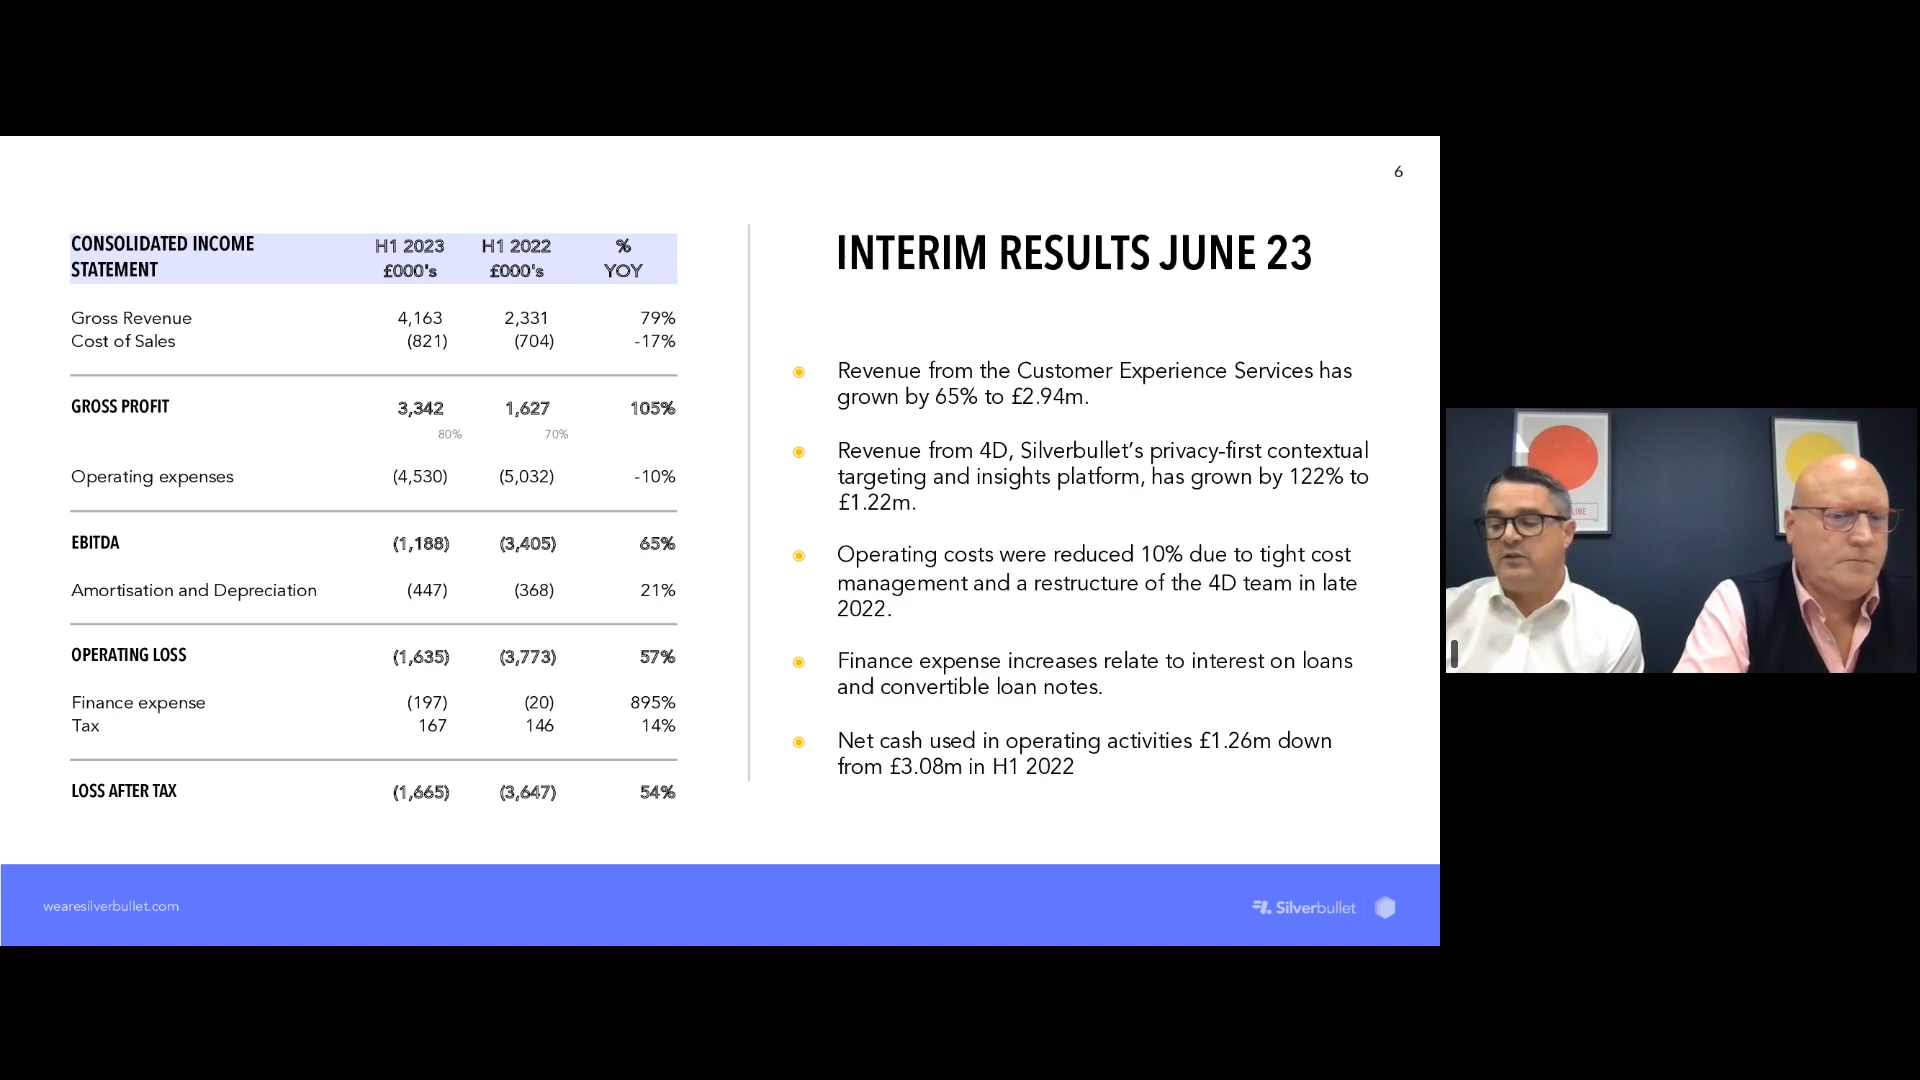 6
CONSOLIDATED INCOME STATEMENT H1 2023 £000's H1 2022 £000's % YOY
Gross Revenue 4,163 2,331 79%
Cost of Sales (821) (704) -17%
GROSS PROFIT 3,342 1,627 105%
80% 70%
Operating expenses (4,530) (5,032) -10%
EBITDA (1,188) (3,405) 65%
Amortisation and Depreciation (447) (368) 21%
OPERATING LOSS (1,635) (3,773) 57%
Finance expense (197) (20) 895%
Tax 167 146 14%
LOSS AFTER TAX (1,665) (3,647) 54%
INTERIM RESULTS JUNE 23
Revenue from the Customer Experience Services has
grown by 65% to £2.94m.
Revenue from 4D, Silverbullet’s privacy-first contextual
targeting and insights platform, has grown by 122% to
£1.22m.
Operating costs were reduced 10% due to tight cost
management and a restructure of the 4D team in late
2022.
Finance expense increases relate to interest on loans
and convertible loan notes.
Net cash used in operating activities £1.26m down
from £3.08m in H1 2022
wearesilverbullet.com
Silverbullet